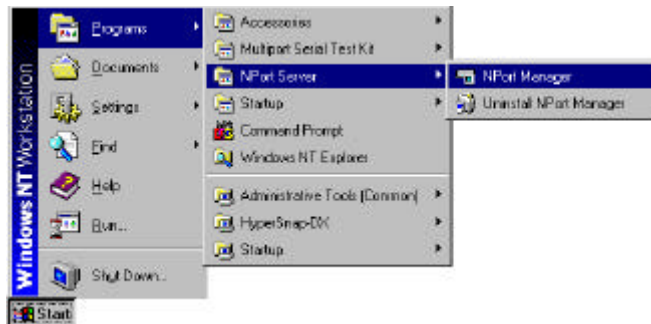 Windows NT Workstation
Programs
Documents
Settings
Find
Help
Run...
Shut Down...
Start
Accessories
Multiport Serial Test Kit
NPort Server
Startup
Command Prompt
Windows NT Explorer
Administrative Tools (Common)
HyperSnap-DX
Startup
NPort Manager
Uninstall NPort Manager